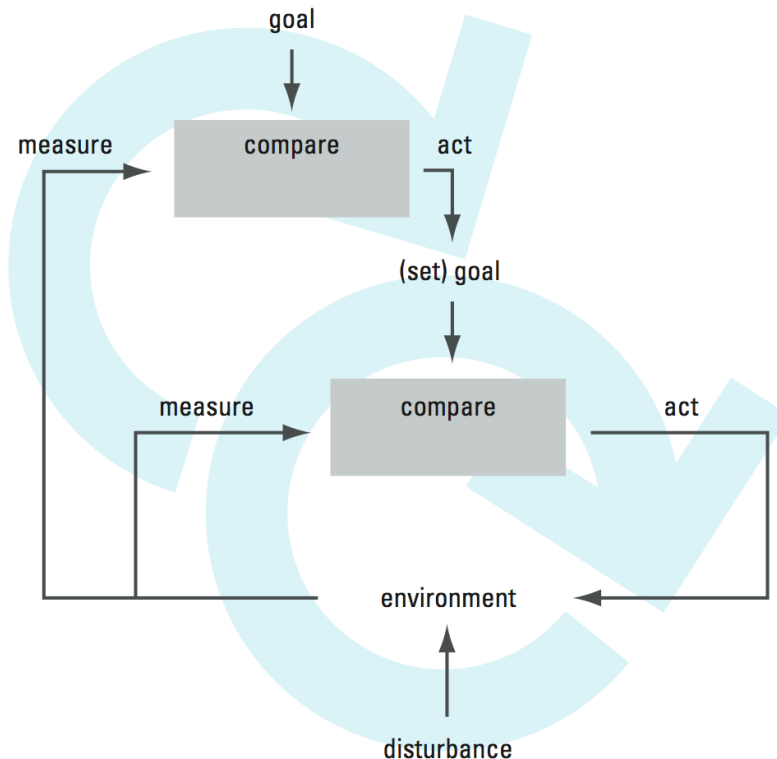 goal
measure
compare
act
(set) goal
measure
compare
act
environment
disturbance